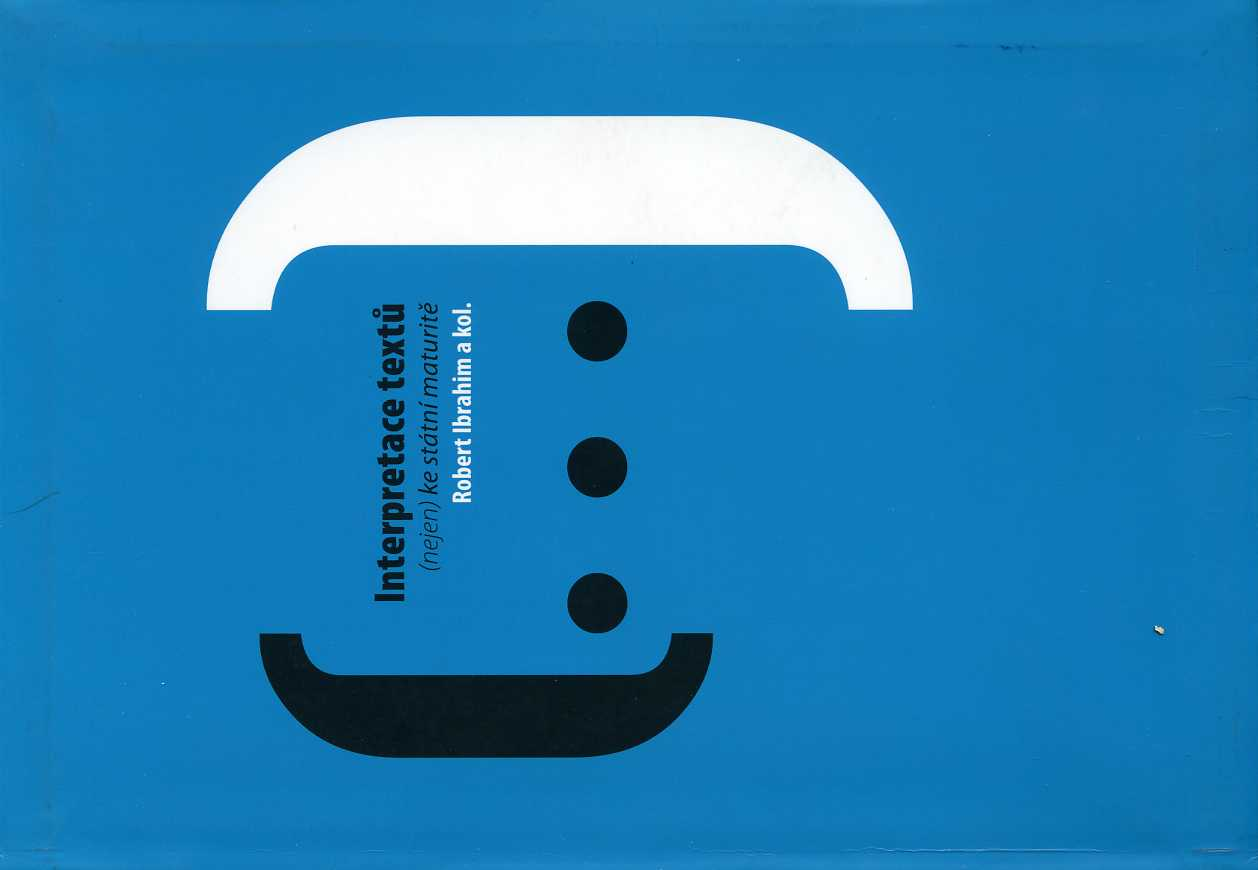 Interpretace textů
(nejen) ke státní maturitě
Robert Ibrahim a kol.